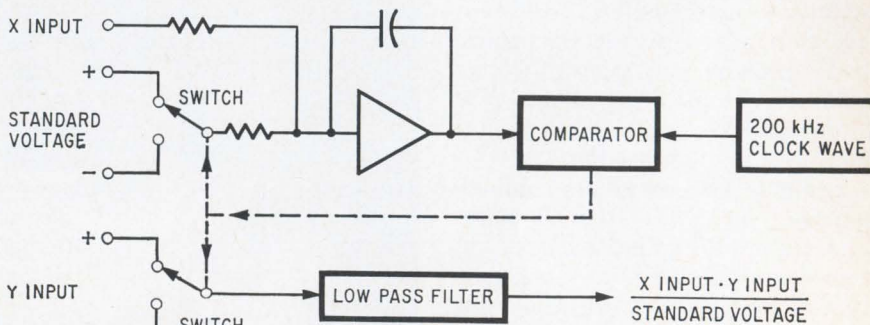 X INPUT
+
SWITCH
STANDARD
VOLTAGE
−
COMPARATOR
200 kHz
CLOCK WAVE
+
Y INPUT
SWITCH
LOW PASS FILTER
X INPUT · Y INPUT
STANDARD VOLTAGE